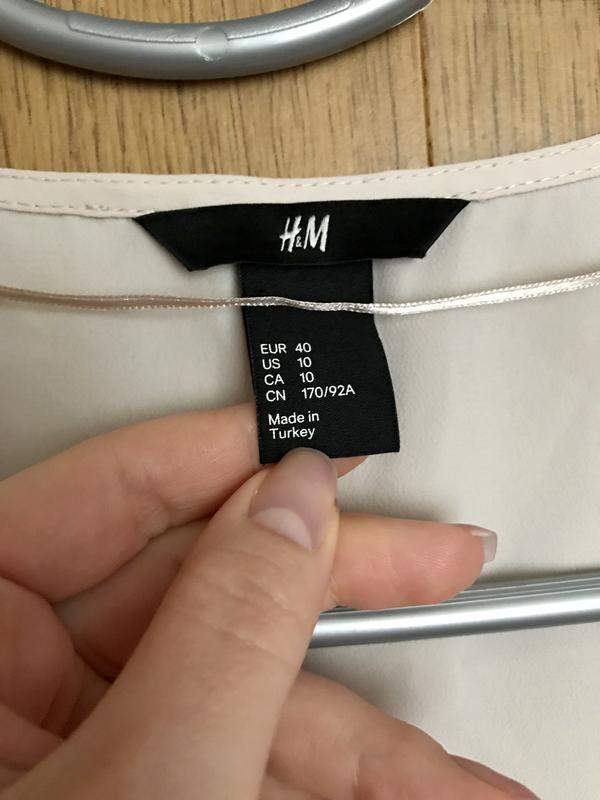 H&M
EUR 40
US 10
CA 10
CN 170/92A
Made in
Turkey